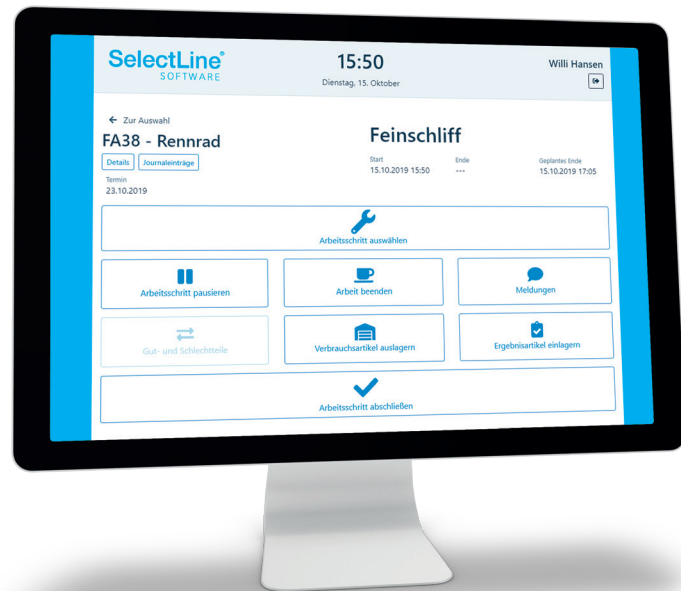 SelectLine®
SOFTWARE
15:50
Dienstag, 15. Oktober
Willi Hansen
Zur Auswahl
FA38 - Rennrad
Feinschliff
Details
Journaleinträge
Start
Ende
Geplantes Ende
15.10.2019 15:50
---
15.10.2019 17:05
Termin
23.10.2019
Arbeitsschritt auswählen
Arbeitsschritt pausieren
Arbeit beenden
Meldungen
Gut- und Schlechtteile
Verbrauchsartikel auslagern
Ergebnisartikel einlagern
Arbeitsschritt abschließen